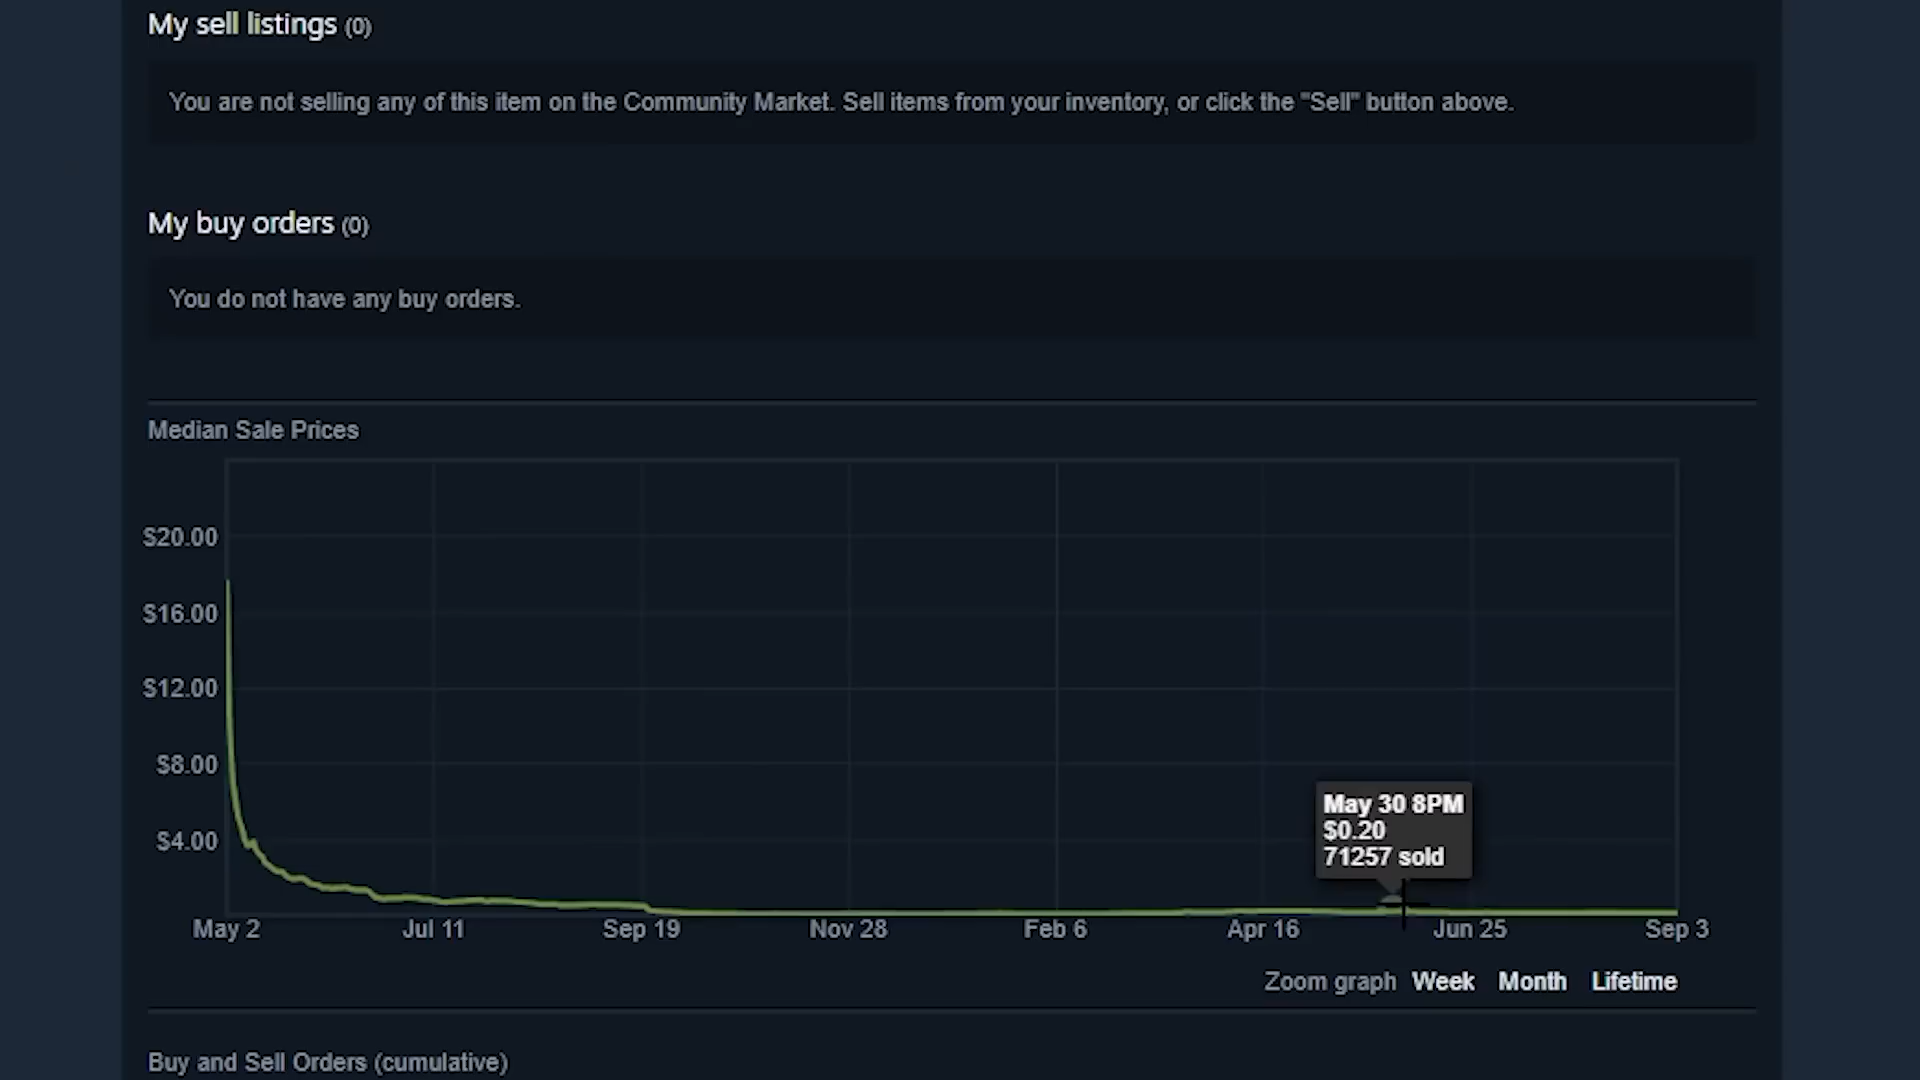 My sell listings (0)
You are not selling any of this item on the Community Market. Sell items from your inventory, or click the "Sell" button above.
My buy orders (0)
You do not have any buy orders.
Median Sale Prices
$20.00
$16.00
$12.00
$8.00
$4.00
May 30 8PM
$0.20
71257 sold
May 2 Jul 11 Sep 19 Nov 28 Feb 6 Apr 16 Jun 25 Sep 3
Zoom graph Week Month Lifetime
Buy and Sell Orders (cumulative)